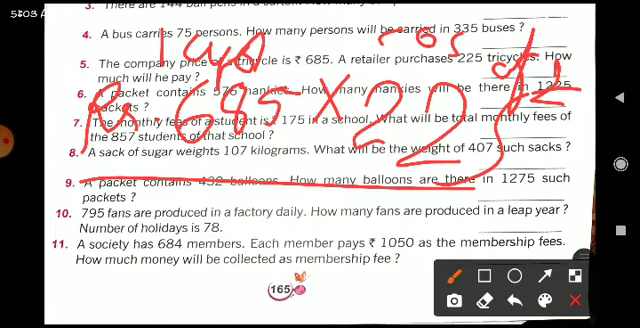 5:03 A
3. There are 144 ball pens in a carton. How many
4. A bus carries 75 persons. How many persons will be carried in 335 buses ?
5. The company price of a tricycle is ₹ 685. A retailer purchases 225 tricycles. How
much will he pay ?
6. A packet contains 576 hankies. How many hankies will be there in 1225
packets ?
7. The monthly fees of a student is ₹ 175 in a school. What will be total monthly fees of
the 857 students of that school ?
8. A sack of sugar weights 107 kilograms. What will be the weight of 407 such sacks ?
9. A packet contains 432 balloons. How many balloons are there in 1275 such
packets ?
10. 795 fans are produced in a factory daily. How many fans are produced in a leap year ?
Number of holidays is 78.
11. A society has 684 members. Each member pays ₹ 1050 as the membership fees.
How much money will be collected as membership fee ?
165
Rs 685 × 225